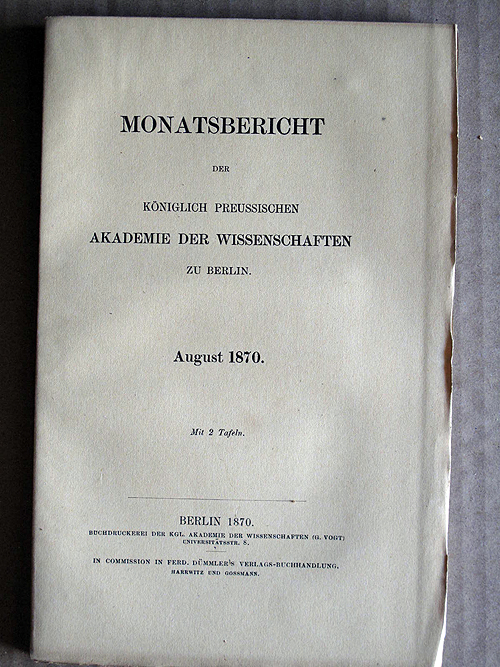 MONATSBERICHT
DER
KÖNIGLICH PREUSSISCHEN
AKADEMIE DER WISSENSCHAFTEN
ZU BERLIN.
August 1870.
Mit 2 Tafeln.
BERLIN 1870.
BUCHDRUCKEREI DER KGL. AKADEMIE DER WISSENSCHAFTEN (G. VOGT)
UNIVERSITÄTSSTR. 8.
IN COMMISSION IN FERD. DÜMMLER'S VERLAGS-BUCHHANDLUNG,
HARRWITZ UND GOSSMANN.